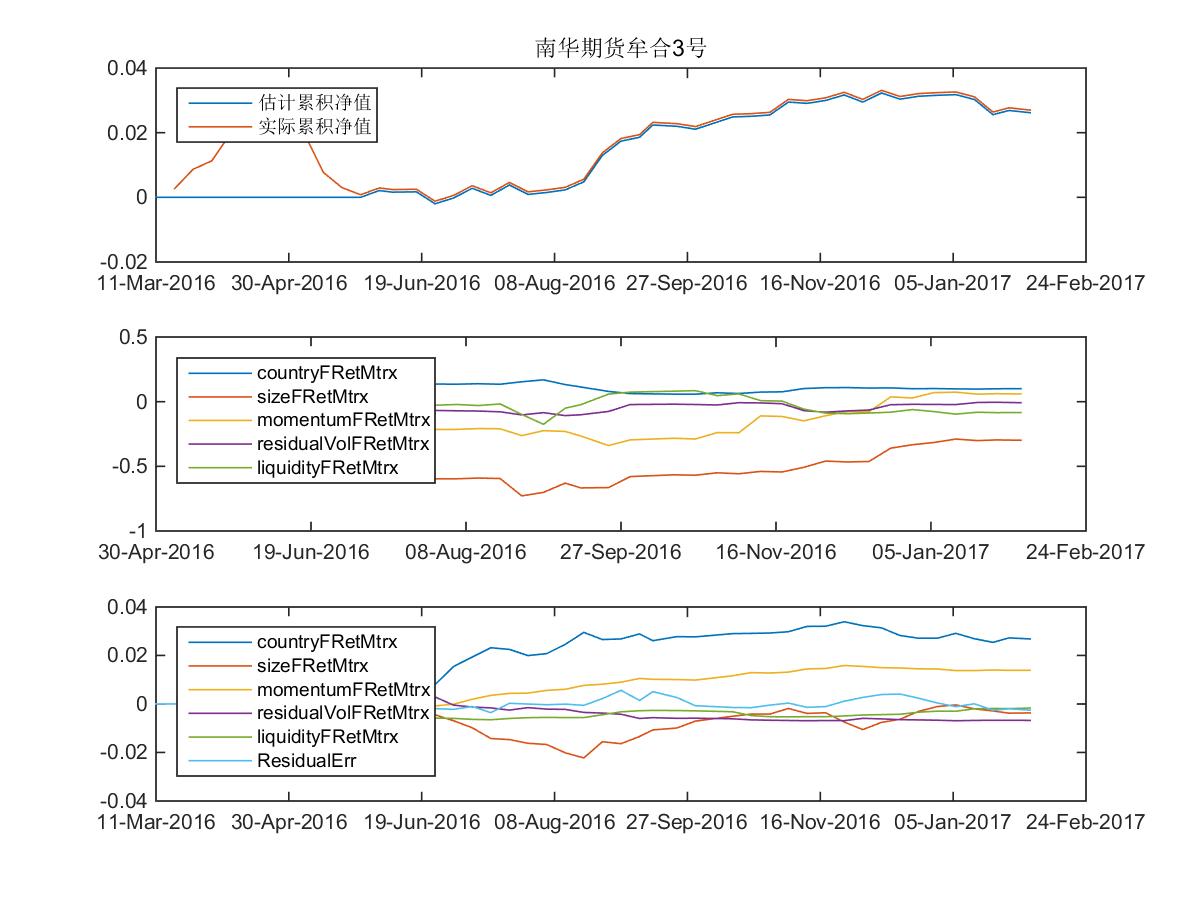 南华期货牟合3号
0.04
估计累积净值
实际累积净值
0.02
0
-0.02
11-Mar-2016 30-Apr-2016 19-Jun-2016 08-Aug-2016 27-Sep-2016 16-Nov-2016 05-Jan-2017 24-Feb-2017
0.5
countryFRetMtrx
sizeFRetMtrx
momentumFRetMtrx
residualVolFRetMtrx
liquidityFRetMtrx
0
-0.5
-1
30-Apr-2016 19-Jun-2016 08-Aug-2016 27-Sep-2016 16-Nov-2016 05-Jan-2017 24-Feb-2017
0.04
countryFRetMtrx
sizeFRetMtrx
momentumFRetMtrx
residualVolFRetMtrx
liquidityFRetMtrx
ResidualErr
0.02
0
-0.02
-0.04
11-Mar-2016 30-Apr-2016 19-Jun-2016 08-Aug-2016 27-Sep-2016 16-Nov-2016 05-Jan-2017 24-Feb-2017